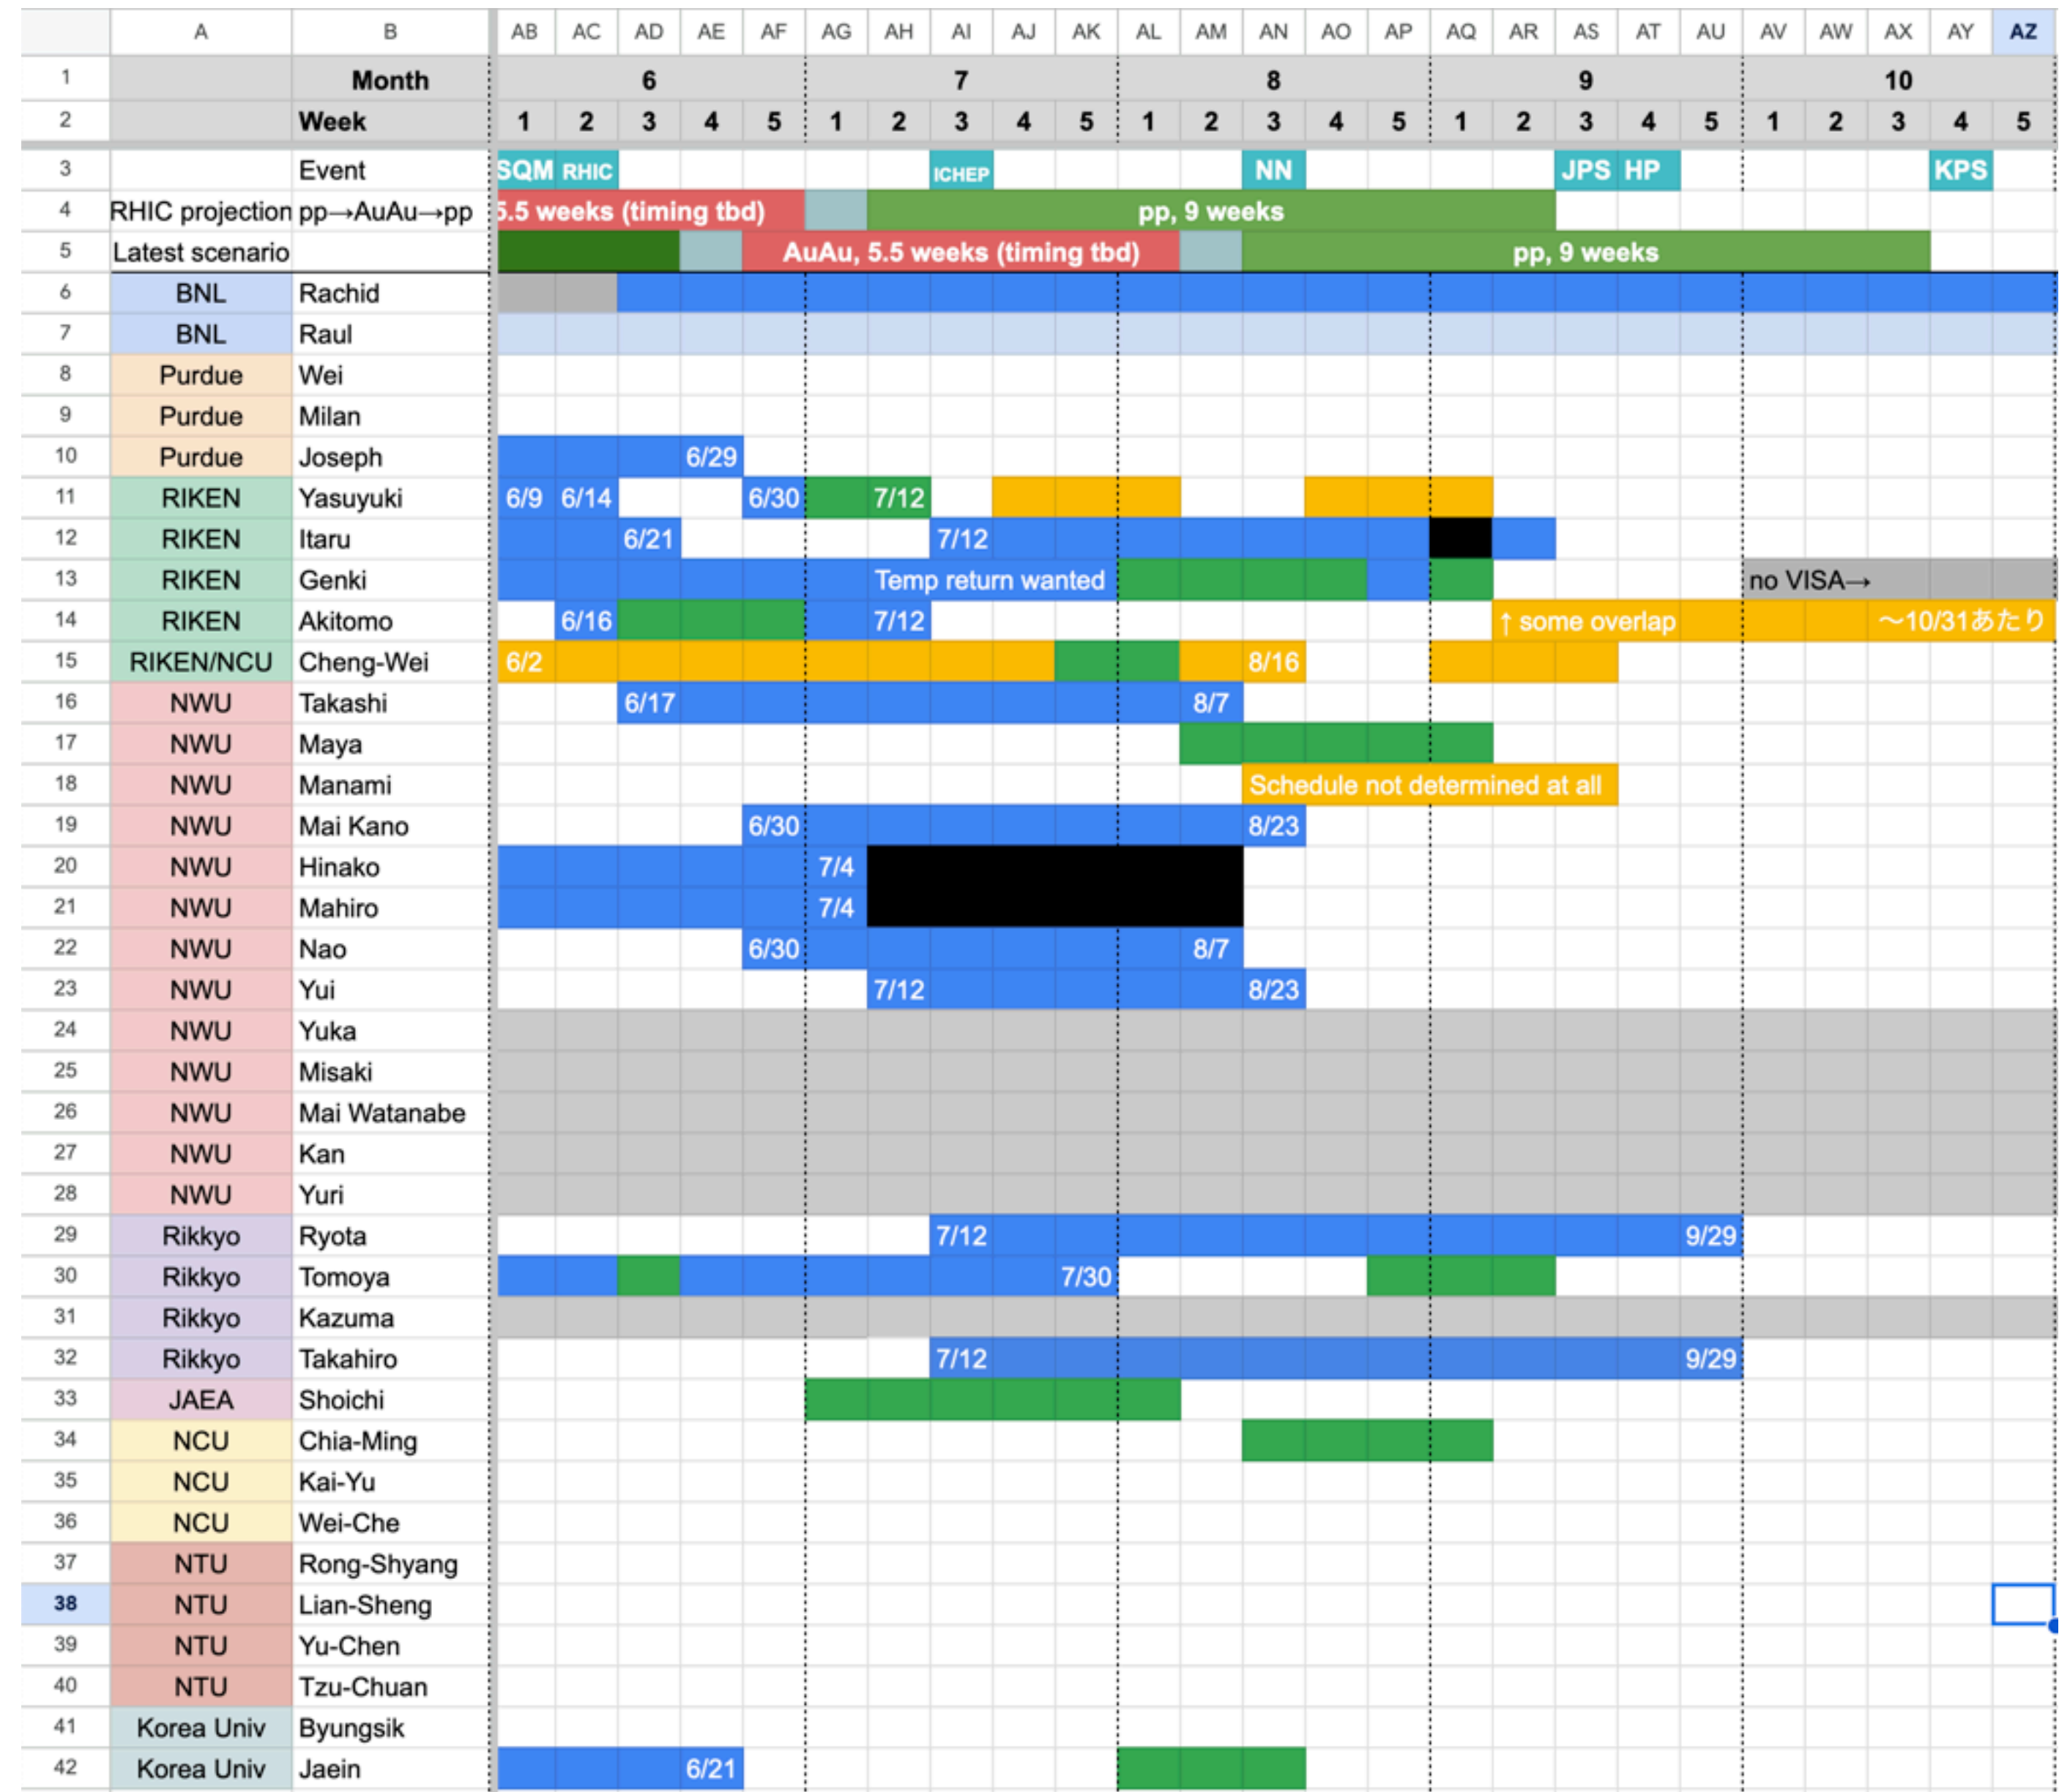 A B AB AC AD AE AF AG AH AI AJ AK AL AM AN AO AP AQ AR AS AT AU AV AW AX AY AZ
1 Month 6 7 8 9 10
2 Week 1 2 3 4 5 1 2 3 4 5 1 2 3 4 5 1 2 3 4 5 1 2 3 4 5
3 Event SQM RHIC ICHEP NN JPS HP KPS
4 RHIC projection pp→AuAu→pp 5.5 weeks (timing tbd) pp, 9 weeks
5 Latest scenario AuAu, 5.5 weeks (timing tbd) pp, 9 weeks
6 BNL Rachid
7 BNL Raul
8 Purdue Wei
9 Purdue Milan
10 Purdue Joseph 6/29
11 RIKEN Yasuyuki 6/9 6/14 6/30 7/12
12 RIKEN Itaru 6/21 7/12
13 RIKEN Genki Temp return wanted no VISA→
14 RIKEN Akitomo 6/16 7/12 ↑ some overlap ～10/31あたり
15 RIKEN/NCU Cheng-Wei 6/2 8/16
16 NWU Takashi 6/17 8/7
17 NWU Maya
18 NWU Manami Schedule not determined at all
19 NWU Mai Kano 6/30 8/23
20 NWU Hinako 7/4
21 NWU Mahiro 7/4
22 NWU Nao 6/30 8/7
23 NWU Yui 7/12 8/23
24 NWU Yuka
25 NWU Misaki
26 NWU Mai Watanabe
27 NWU Kan
28 NWU Yuri
29 Rikkyo Ryota 7/12 9/29
30 Rikkyo Tomoya 7/30
31 Rikkyo Kazuma
32 Rikkyo Takahiro 7/12 9/29
33 JAEA Shoichi
34 NCU Chia-Ming
35 NCU Kai-Yu
36 NCU Wei-Che
37 NTU Rong-Shyang
38 NTU Lian-Sheng
39 NTU Yu-Chen
40 NTU Tzu-Chuan
41 Korea Univ Byungsik
42 Korea Univ Jaein 6/21